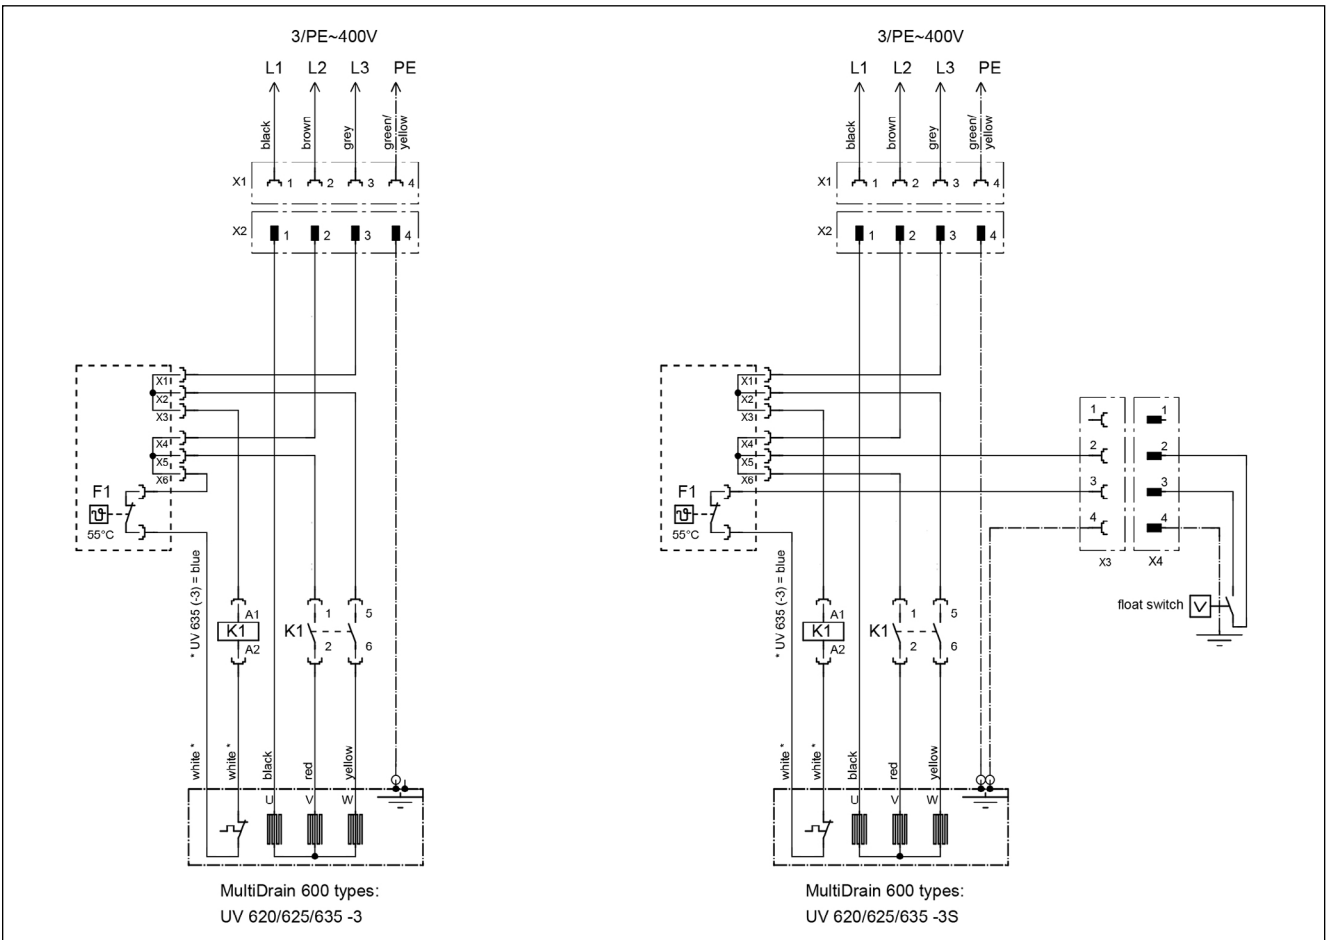 3/PE~400V
L1 L2 L3 PE
black brown grey green/
yellow
X1 1 2 3 4
X2 1 2 3 4
X1
X2
X3
X4
X5
X6
F1
55°C
* UV 635 (-3) = blue
A1 1 5
K1 K1
A2 2 6
white * white * black red yellow
U V W
MultiDrain 600 types:
UV 620/625/635 -3
3/PE~400V
L1 L2 L3 PE
black brown grey green/
yellow
X1 1 2 3 4
X2 1 2 3 4
X1
X2
X3
X4
X5
X6
F1
55°C
1 1
2 2
3 3
4 4
X3 X4
float switch
* UV 635 (-3) = blue
A1 1 5
K1 K1
A2 2 6
white * white * black red yellow
U V W
MultiDrain 600 types:
UV 620/625/635 -3S